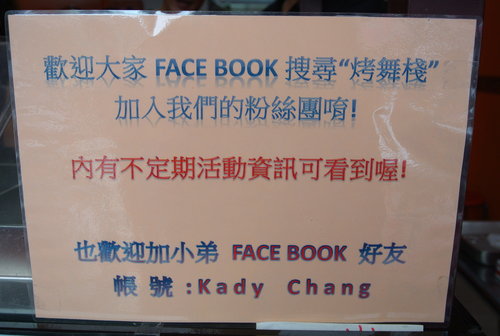 歡迎大家 FACE BOOK 搜尋“烤舞棧”
加入我們的粉絲團唷!
內有不定期活動資訊可看到喔!
也歡迎加小弟 FACE BOOK 好友
帳 號 :Kady Chang